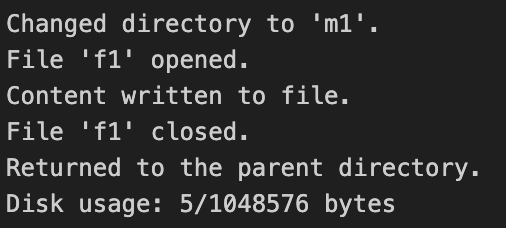 Changed directory to 'm1'.
File 'f1' opened.
Content written to file.
File 'f1' closed.
Returned to the parent directory.
Disk usage: 5/1048576 bytes